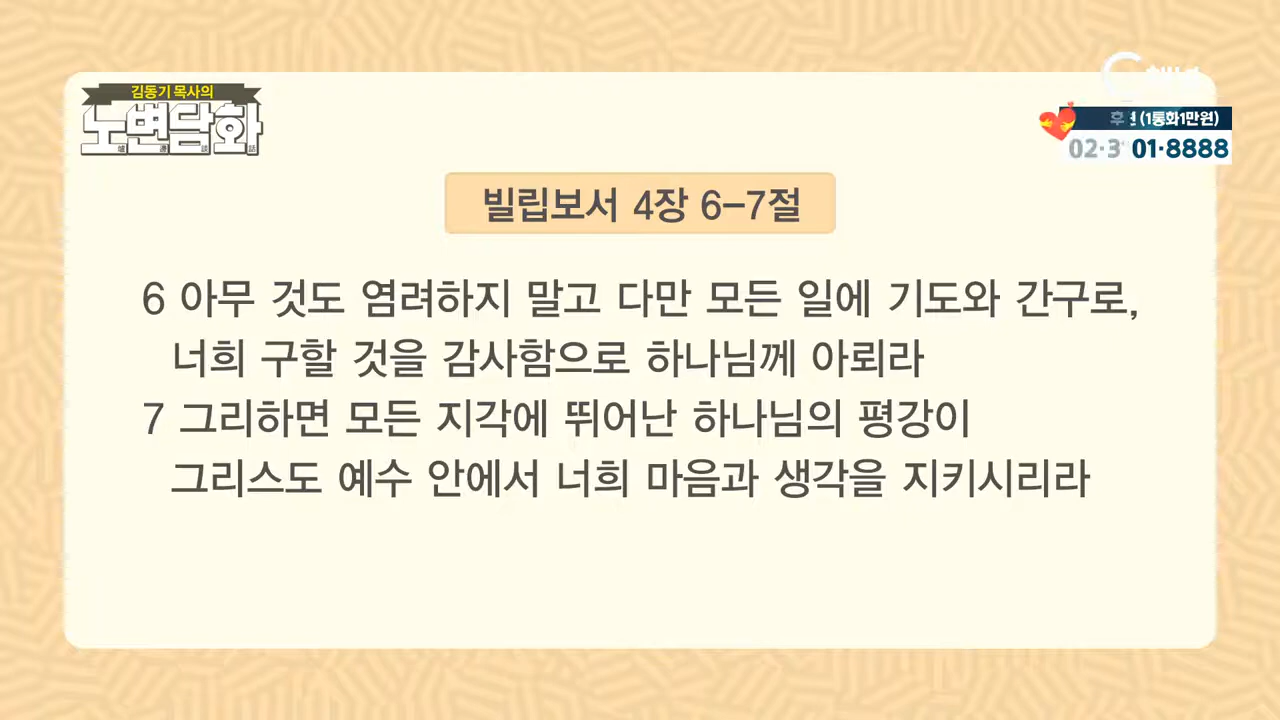 김동기 목사의
노변담화
爐 邊 談 話
(1통화1만원)
01·8888
빌립보서 4장 6-7절
6 아무 것도 염려하지 말고 다만 모든 일에 기도와 간구로,
너희 구할 것을 감사함으로 하나님께 아뢰라
7 그리하면 모든 지각에 뛰어난 하나님의 평강이
그리스도 예수 안에서 너희 마음과 생각을 지키시리라